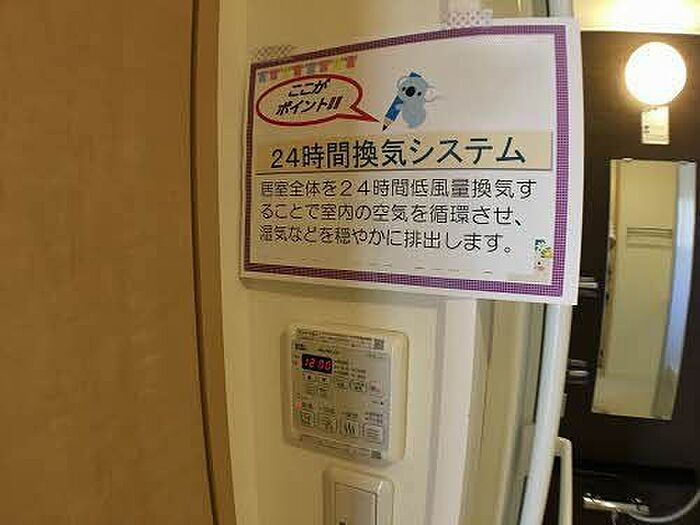 ここが
ポイント!!
24時間換気システム
居室全体を24時間低風量換気す
ることで室内の空気を循環させ、
湿気などを穏やかに排出します。
12:00